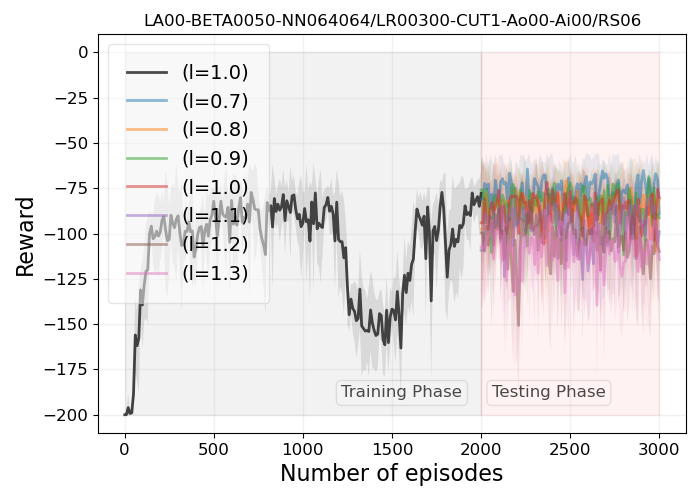 LA00-BETA0050-NN064064/LR00300-CUT1-Ao00-Ai00/RS06
Reward
0
−25
−50
−75
−100
−125
−150
−175
−200
(l=1.0)
(l=0.7)
(l=0.8)
(l=0.9)
(l=1.0)
(l=1.1)
(l=1.2)
(l=1.3)
Training Phase
Testing Phase
0 500 1000 1500 2000 2500 3000
Number of episodes